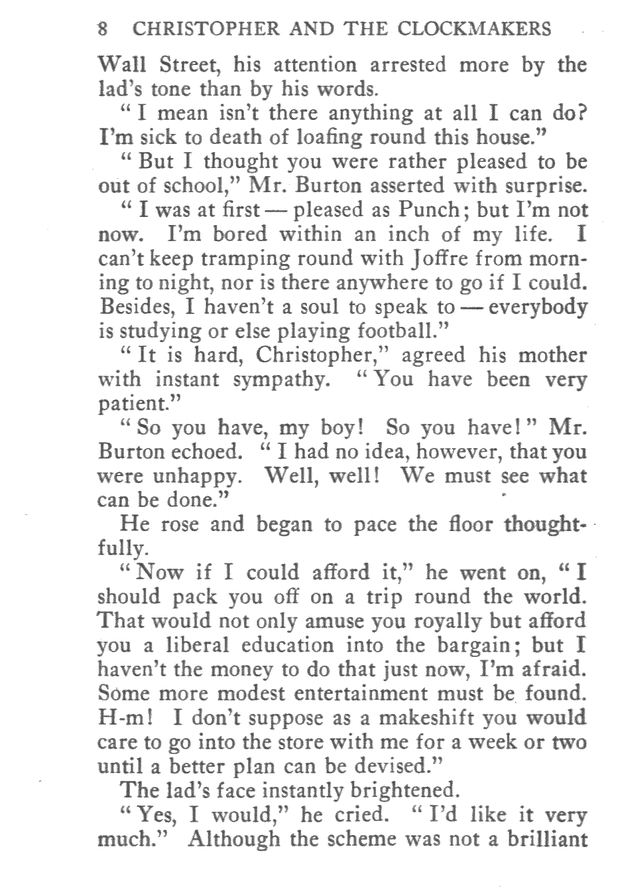 8 CHRISTOPHER AND THE CLOCKMAKERS
Wall Street, his attention arrested more by the
lad's tone than by his words.
“ I mean isn't there anything at all I can do?
I'm sick to death of loafing round this house.”
“ But I thought you were rather pleased to be
out of school,” Mr. Burton asserted with surprise.
“ I was at first — pleased as Punch; but I'm not
now. I'm bored within an inch of my life. I
can't keep tramping round with Joffre from morn-
ing to night, nor is there anywhere to go if I could.
Besides, I haven't a soul to speak to — everybody
is studying or else playing football.”
“ It is hard, Christopher,” agreed his mother
with instant sympathy. “ You have been very
patient.”
“ So you have, my boy! So you have! ” Mr.
Burton echoed. “ I had no idea, however, that you
were unhappy. Well, well! We must see what
can be done.”
He rose and began to pace the floor thought-
fully.
“ Now if I could afford it,” he went on, “ I
should pack you off on a trip round the world.
That would not only amuse you royally but afford
you a liberal education into the bargain; but I
haven't the money to do that just now, I'm afraid.
Some more modest entertainment must be found.
H-m! I don't suppose as a makeshift you would
care to go into the store with me for a week or two
until a better plan can be devised.”
The lad's face instantly brightened.
“ Yes, I would,” he cried. “ I'd like it very
much.” Although the scheme was not a brilliant